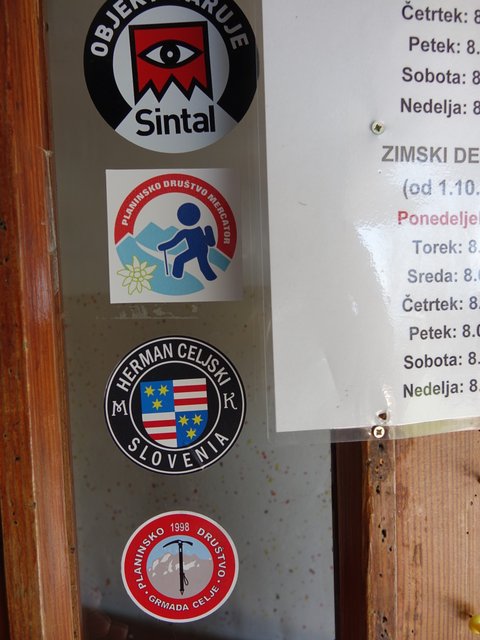 OBJEKT VARUJE
Sintal
PLANINSKO DRUŠTVO MERCATOR
HERMAN CELJSKI
M K
SLOVENIA
PLANINSKO 1998 DRUŠTVO
GRMADA CELJE
Četrtek: 8
Petek: 8.
Sobota: 8
Nedelja: 8
ZIMSKI DE
(od 1.10.
Ponedeljek
Torek: 8.
Sreda: 8.
Četrtek: 8.
Petek: 8.0
Sobota: 8.
Nedelja: 8.